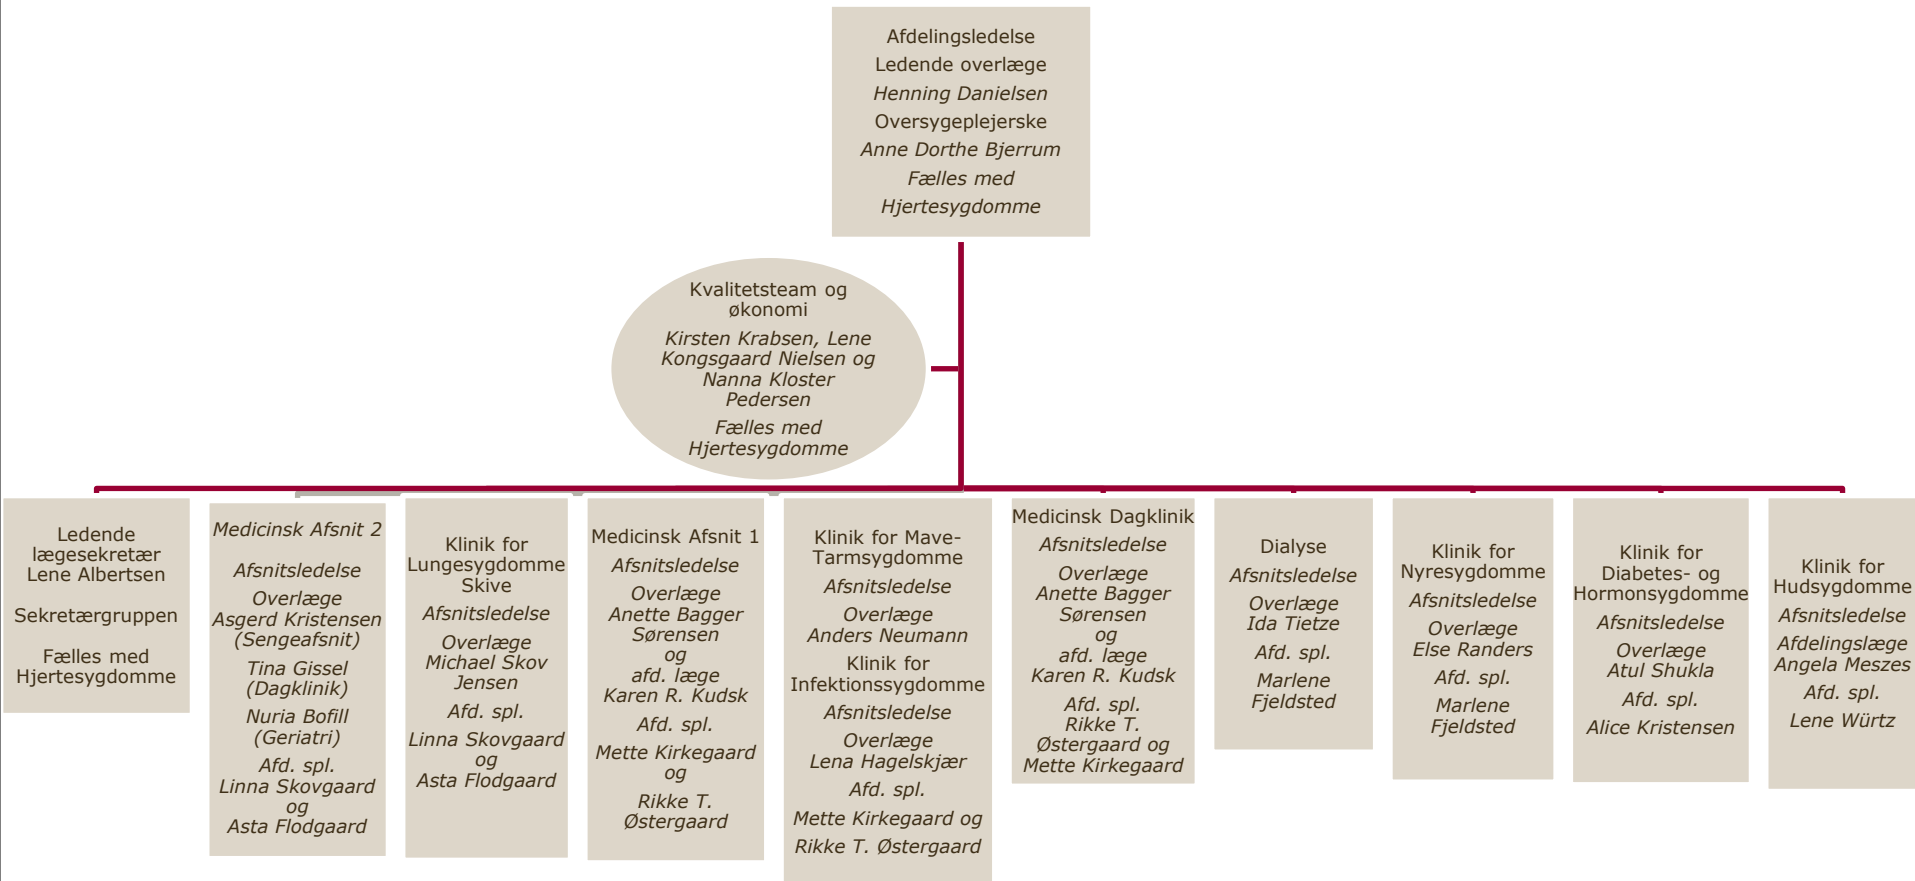 Afdelingsledelse
Ledende overlæge
Henning Danielsen
Oversygeplejerske
Anne Dorthe Bjerrum
Fælles med
Hjertesygdomme
Kvalitetsteam og
økonomi
Kirsten Krabsen, Lene
Kongsgaard Nielsen og
Nanna Kloster
Pedersen
Fælles med
Hjertesygdomme
Ledende
lægesekretær
Lene Albertsen
Sekretærgruppen
Fælles med
Hjertesygdomme
Medicinsk Afsnit 2
Afsnitsledelse
Overlæge
Asgerd Kristensen
(Sengeafsnit)
Tina Gissel
(Dagklinik)
Nuria Bofill
(Geriatri)
Afd. spl.
Linna Skovgaard
og
Asta Flodgaard
Klinik for
Lungesygdomme
Skive
Afsnitsledelse
Overlæge
Michael Skov
Jensen
Afd. spl.
Linna Skovgaard
og
Asta Flodgaard
Medicinsk Afsnit 1
Afsnitsledelse
Overlæge
Anette Bagger
Sørensen
og
afd. læge
Karen R. Kudsk
Afd. spl.
Mette Kirkegaard
og
Rikke T.
Østergaard
Klinik for Mave-
Tarmsygdomme
Afsnitsledelse
Overlæge
Anders Neumann
Klinik for
Infektionssygdomme
Afsnitsledelse
Overlæge
Lena Hagelskjær
Afd. spl.
Mette Kirkegaard og
Rikke T. Østergaard
Medicinsk Dagklinik
Afsnitsledelse
Overlæge
Anette Bagger
Sørensen
og
afd. læge
Karen R. Kudsk
Afd. spl.
Rikke T.
Østergaard og
Mette Kirkegaard
Dialyse
Afsnitsledelse
Overlæge
Ida Tietze
Afd. spl.
Marlene
Fjeldsted
Klinik for
Nyresygdomme
Afsnitsledelse
Overlæge
Else Randers
Afd. spl.
Marlene
Fjeldsted
Klinik for
Diabetes- og
Hormonsygdomme
Afsnitsledelse
Overlæge
Atul Shukla
Afd. spl.
Alice Kristensen
Klinik for
Hudsygdomme
Afsnitsledelse
Afdelingslæge
Angela Meszes
Afd. spl.
Lene Würtz